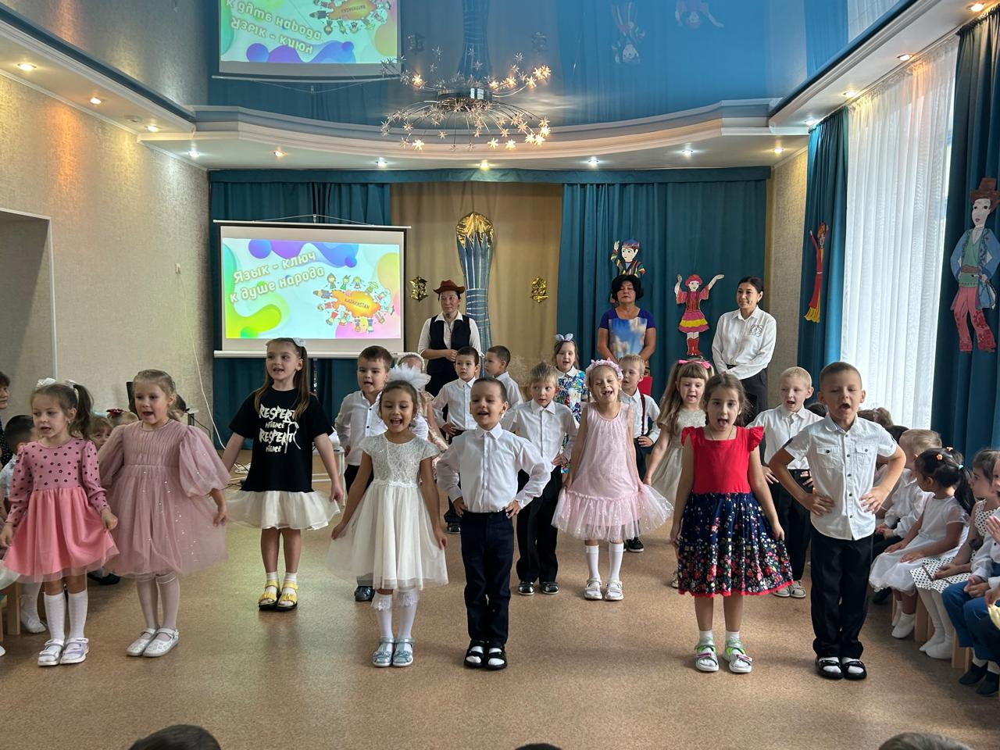 Язык - ключ
к душе народа
KAZAKHSTAN
RESPECT
RESPECT